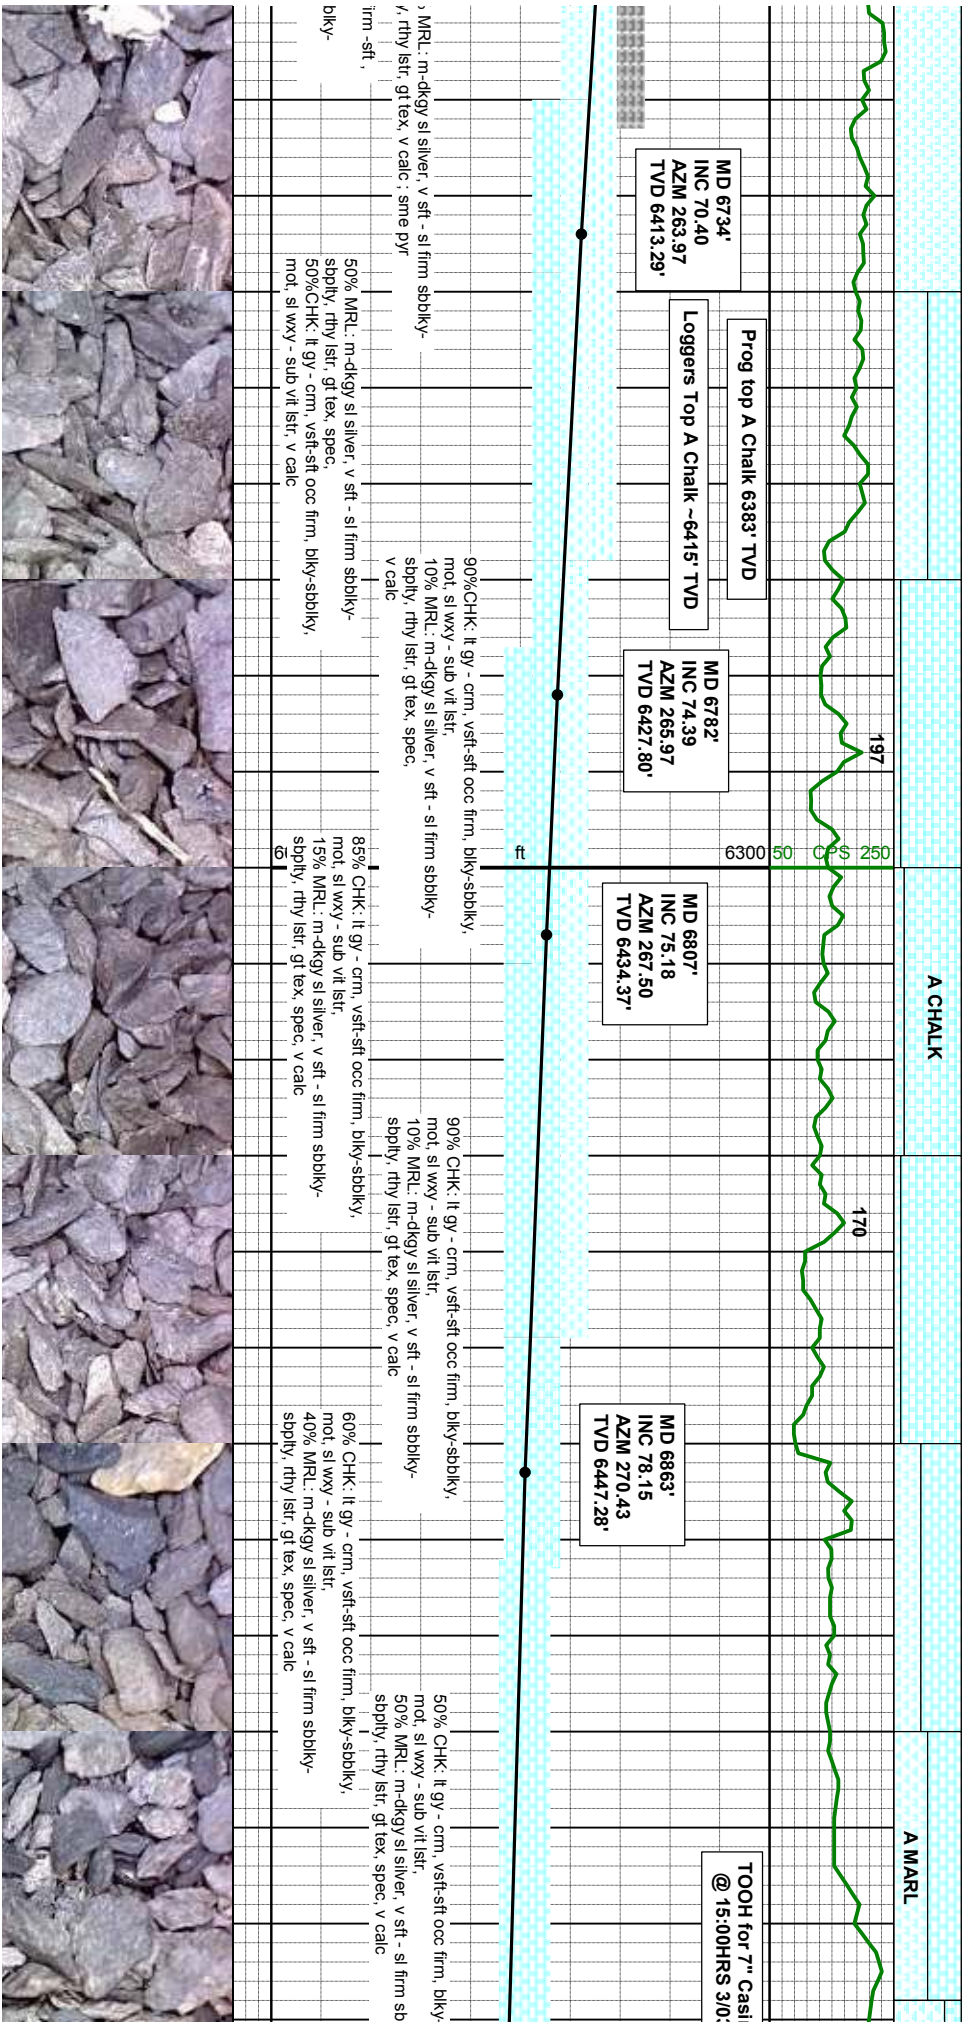 MRL: m-dkgy sl silver, v sft - sl firm sbblky-
rthy lstr, gt tex, v calc ; sme pyr
-sft ,
blky-
MD 6734'
INC 70.40
AZM 263.97
TVD 6413.29'
Prog top A Chalk 6383' TVD
Loggers Top A Chalk ~6415' TVD
50% MRL: m-dkgy sl silver, v sft - sl firm sbblky-
sbplty, rthy lstr, gt tex, spec,
50%CHK: lt gy - crm, vsft-sft occ firm, blky-sbblky,
mot, sl wxy - sub vit lstr, v calc
MD 6782'
INC 74.39
AZM 265.97
TVD 6427.80'
90%CHK: lt gy - crm, vsft-sft occ firm, blky-sbblky,
mot, sl wxy - sub vit lstr,
10% MRL: m-dkgy sl silver, v sft - sl firm sbblky-
sbplty, rthy lstr, gt tex, spec,
v calc
197
ft
6300
50 CPS 250
MD 6807'
INC 75.18
AZM 267.50
TVD 6434.37'
A CHALK
85% CHK: lt gy - crm, vsft-sft occ firm, blky-sbblky,
mot, sl wxy - sub vit lstr,
15% MRL: m-dkgy sl silver, v sft - sl firm sbblky-
sbplty, rthy lstr, gt tex, spec, v calc
90% CHK: lt gy - crm, vsft-sft occ firm, blky-sbblky,
mot, sl wxy - sub vit lstr,
10% MRL: m-dkgy sl silver, v sft - sl firm sbblky-
sbplty, rthy lstr, gt tex, spec, v calc
170
MD 6863'
INC 78.15
AZM 270.43
TVD 6447.28'
60% CHK: lt gy - crm, vsft-sft occ firm, blky-sbblky,
mot, sl wxy - sub vit lstr,
40% MRL: m-dkgy sl silver, v sft - sl firm sbblky-
sbplty, rthy lstr, gt tex, spec, v calc
50% CHK: lt gy - crm, vsft-sft occ firm, blky-
mot, sl wxy - sub vit lstr,
50% MRL: m-dkgy sl silver, v sft - sl firm sb
sbplty, rthy lstr, gt tex, spec, v calc
A MARL
TOOH for 7" Casi
@ 15:00HRS 3/03